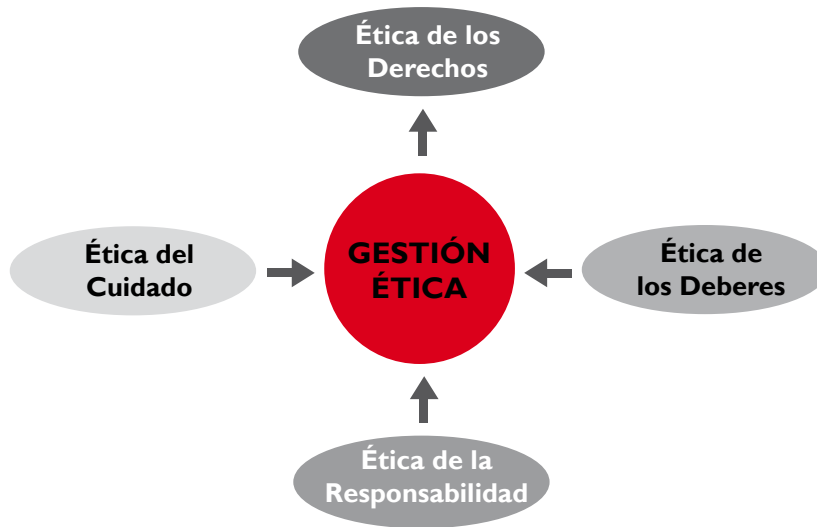 Ética de los
Derechos
Ética del
Cuidado
GESTIÓN
ÉTICA
Ética de
los Deberes
Ética de la
Responsabilidad